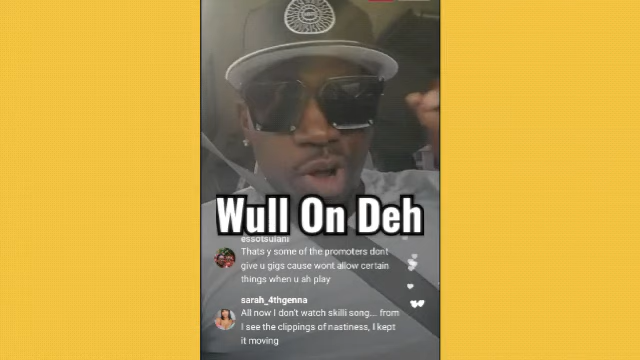 Wull On Deh
essotsulani
Thats y some of the promoters dont
give u gigs cause wont allow certain
things when u ah play
sarah_4thgenna
All now I don't watch skilli song.... from
I see the clippings of nastiness, I kept
it moving